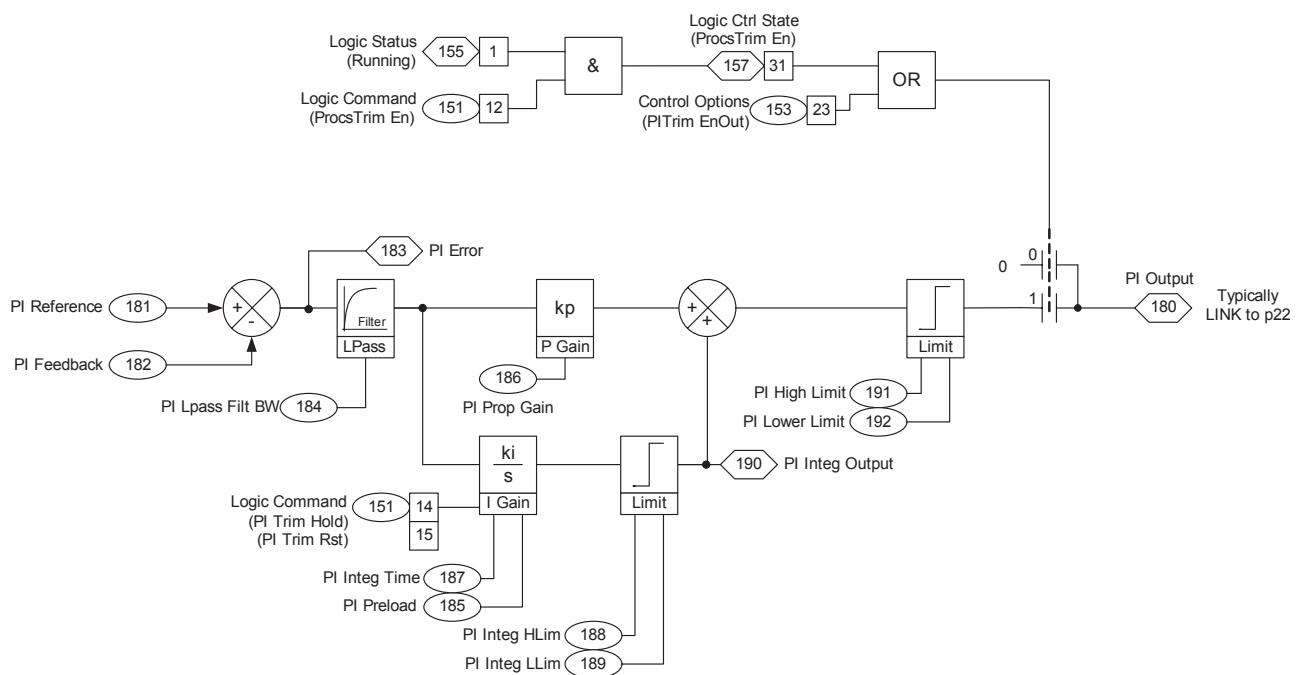 Logic Status
(Running)
155
1
&
Logic Ctrl State
(ProcsTrim En)
157
31
OR
Logic Command
(ProcsTrim En)
151
12
Control Options
(PITrim EnOut)
153
23
PI Reference
181
+
-
183
PI Error
Filter
LPass
kp
P Gain
+
+
Limit
0
0
1
PI Output
180
Typically
LINK to p22
PI Feedback
182
PI Lpass Filt BW
184
186
PI Prop Gain
PI High Limit
191
PI Lower Limit
192
ki
s
I Gain
Limit
190
PI Integ Output
Logic Command
(PI Trim Hold)
(PI Trim Rst)
151
14
15
PI Integ Time
187
PI Preload
185
PI Integ HLim
188
PI Integ LLim
189